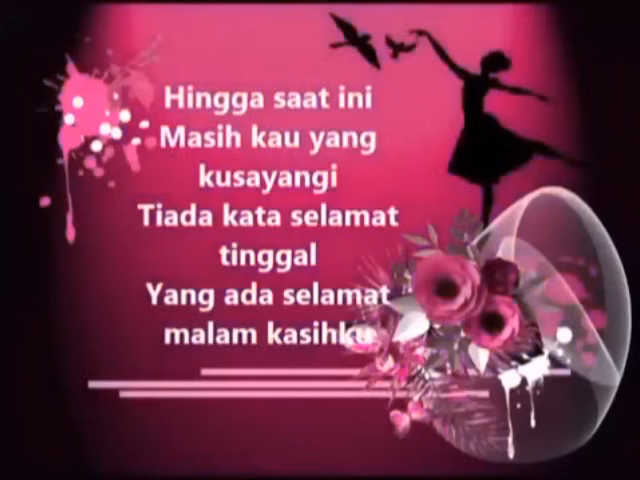 Hingga saat ini
Masih kau yang
kusayangi
Tiada kata selamat
tinggal
Yang ada selamat
malam kasihku